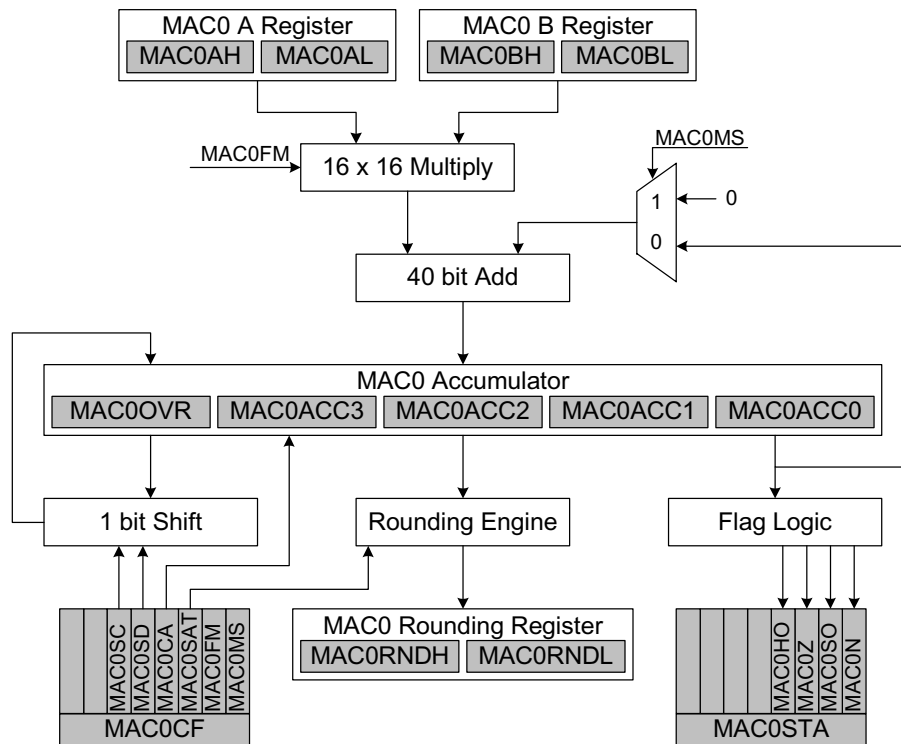 MAC0 A Register
MAC0AH
MAC0AL
MAC0 B Register
MAC0BH
MAC0BL
MAC0FM
16 x 16 Multiply
MAC0MS
1
0
0
40 bit Add
MAC0 Accumulator
MAC0OVR
MAC0ACC3
MAC0ACC2
MAC0ACC1
MAC0ACC0
1 bit Shift
Rounding Engine
Flag Logic
MAC0SC
MAC0SD
MAC0CA
MAC0SAT
MAC0FM
MAC0MS
MAC0CF
MAC0 Rounding Register
MAC0RNDH
MAC0RNDL
MAC0HO
MAC0Z
MAC0SO
MAC0N
MAC0STA